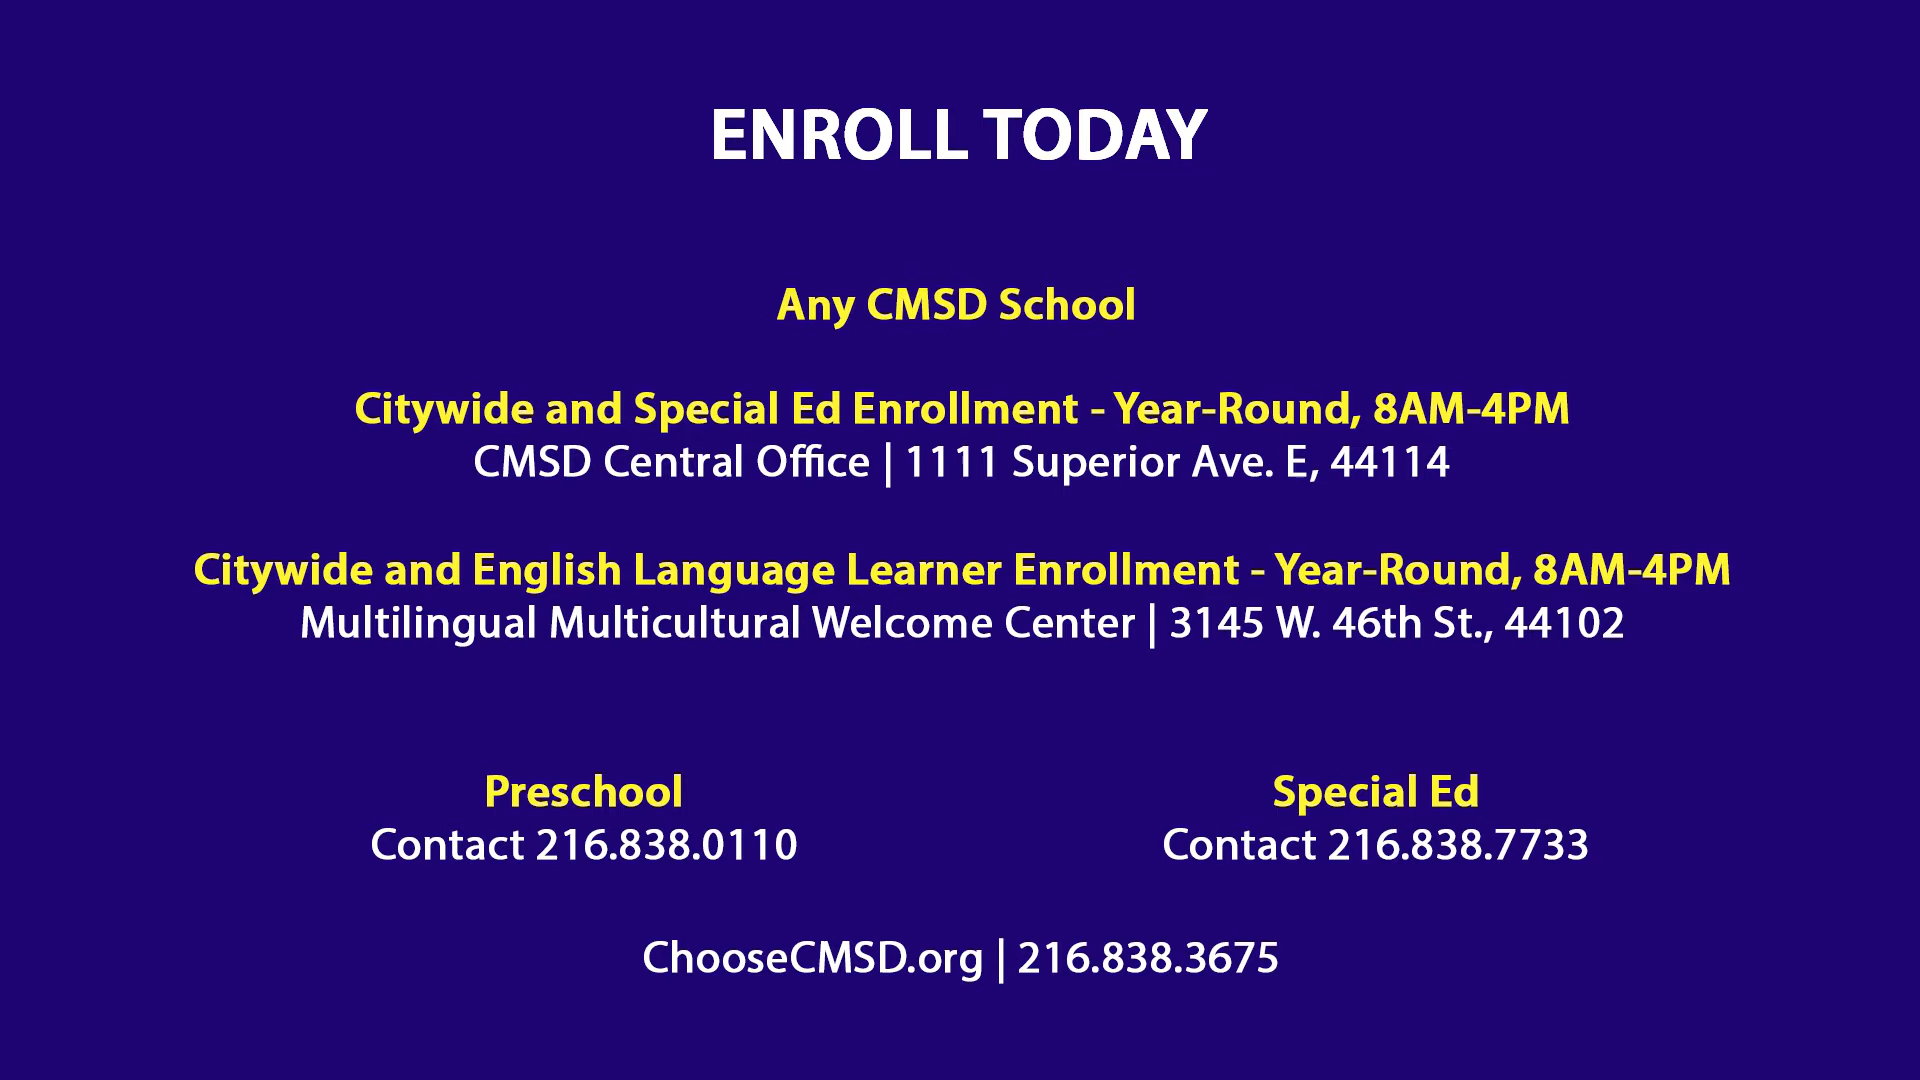 ENROLL TODAY
Any CMSD School
Citywide and Special Ed Enrollment - Year-Round, 8AM-4PM
CMSD Central Office | 1111 Superior Ave. E, 44114
Citywide and English Language Learner Enrollment - Year-Round, 8AM-4PM
Multilingual Multicultural Welcome Center | 3145 W. 46th St., 44102
Preschool
Contact 216.838.0110
Special Ed
Contact 216.838.7733
ChooseCMSD.org | 216.838.3675